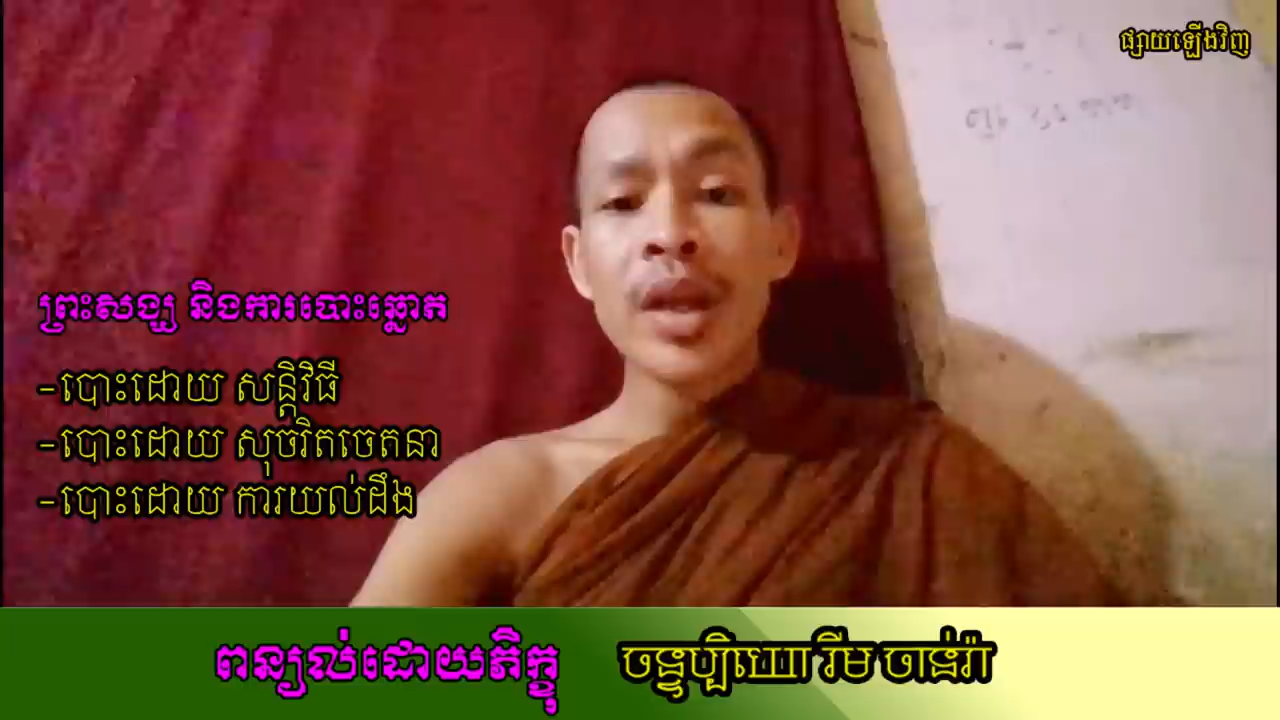 ផ្សាយឡើងវិញ
ព្រះសង្ឃ និងការបោះឆ្នោត
-បោះដោយ សន្តិវិធី
-បោះដោយ សុចរិតចេតនា
-បោះដោយ ការយល់ដឹង
ពន្យល់ដោយភិក្ខុ ចន្ទប្បិយោ រឹម ចាន់រ៉ា